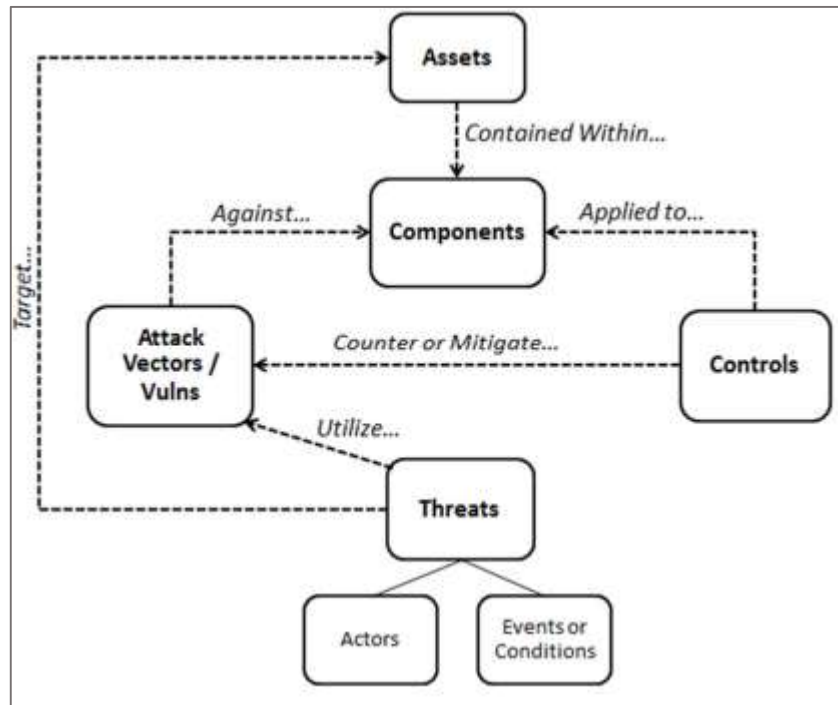 Assets
Contained Within...
Against...
Components
Applied to...
Target...
Attack
Vectors /
Vulns
Counter or Mitigate...
Controls
Utilize...
Threats
Actors
Events or
Conditions